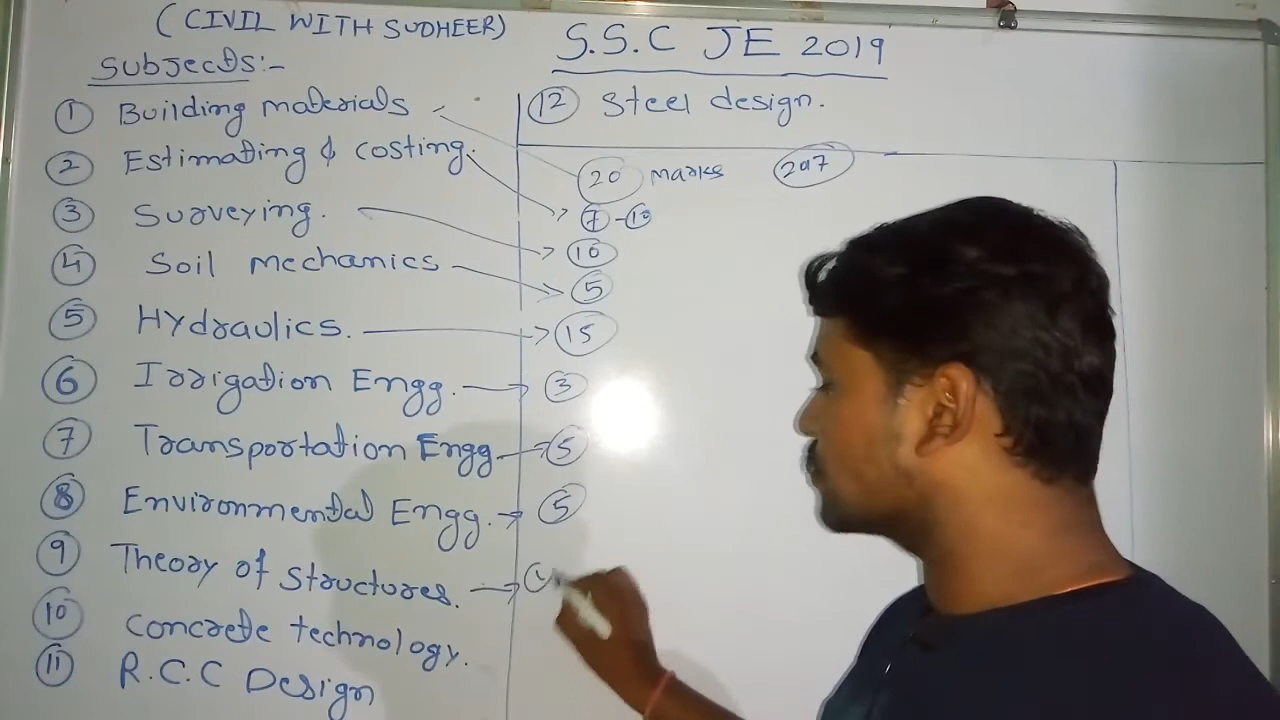 (CIVIL WITH SUDHEER)
S.S.C JE 2019
Subjects:-
① Building materials
② Estimating & costing.
③ Surveying.
④ Soil mechanics
⑤ Hydraulics.
⑥ Irrigation Engg.
⑦ Transportation Engg
⑧ Environmental Engg.
⑨ Theory of Structures.
⑩ concrete technology.
⑪ R.C.C Design
⑫ Steel design.
20 marks
7-10
10
5
15
3
5
5